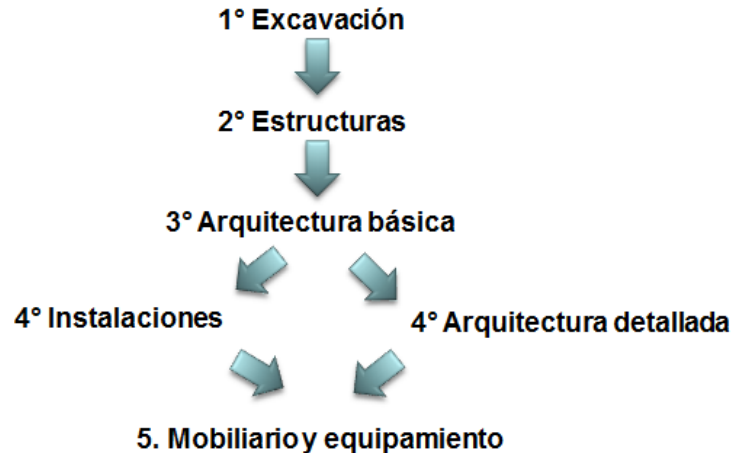 1° Excavación
2° Estructuras
3° Arquitectura básica
4° Instalaciones
4° Arquitectura detallada
5. Mobiliario y equipamiento